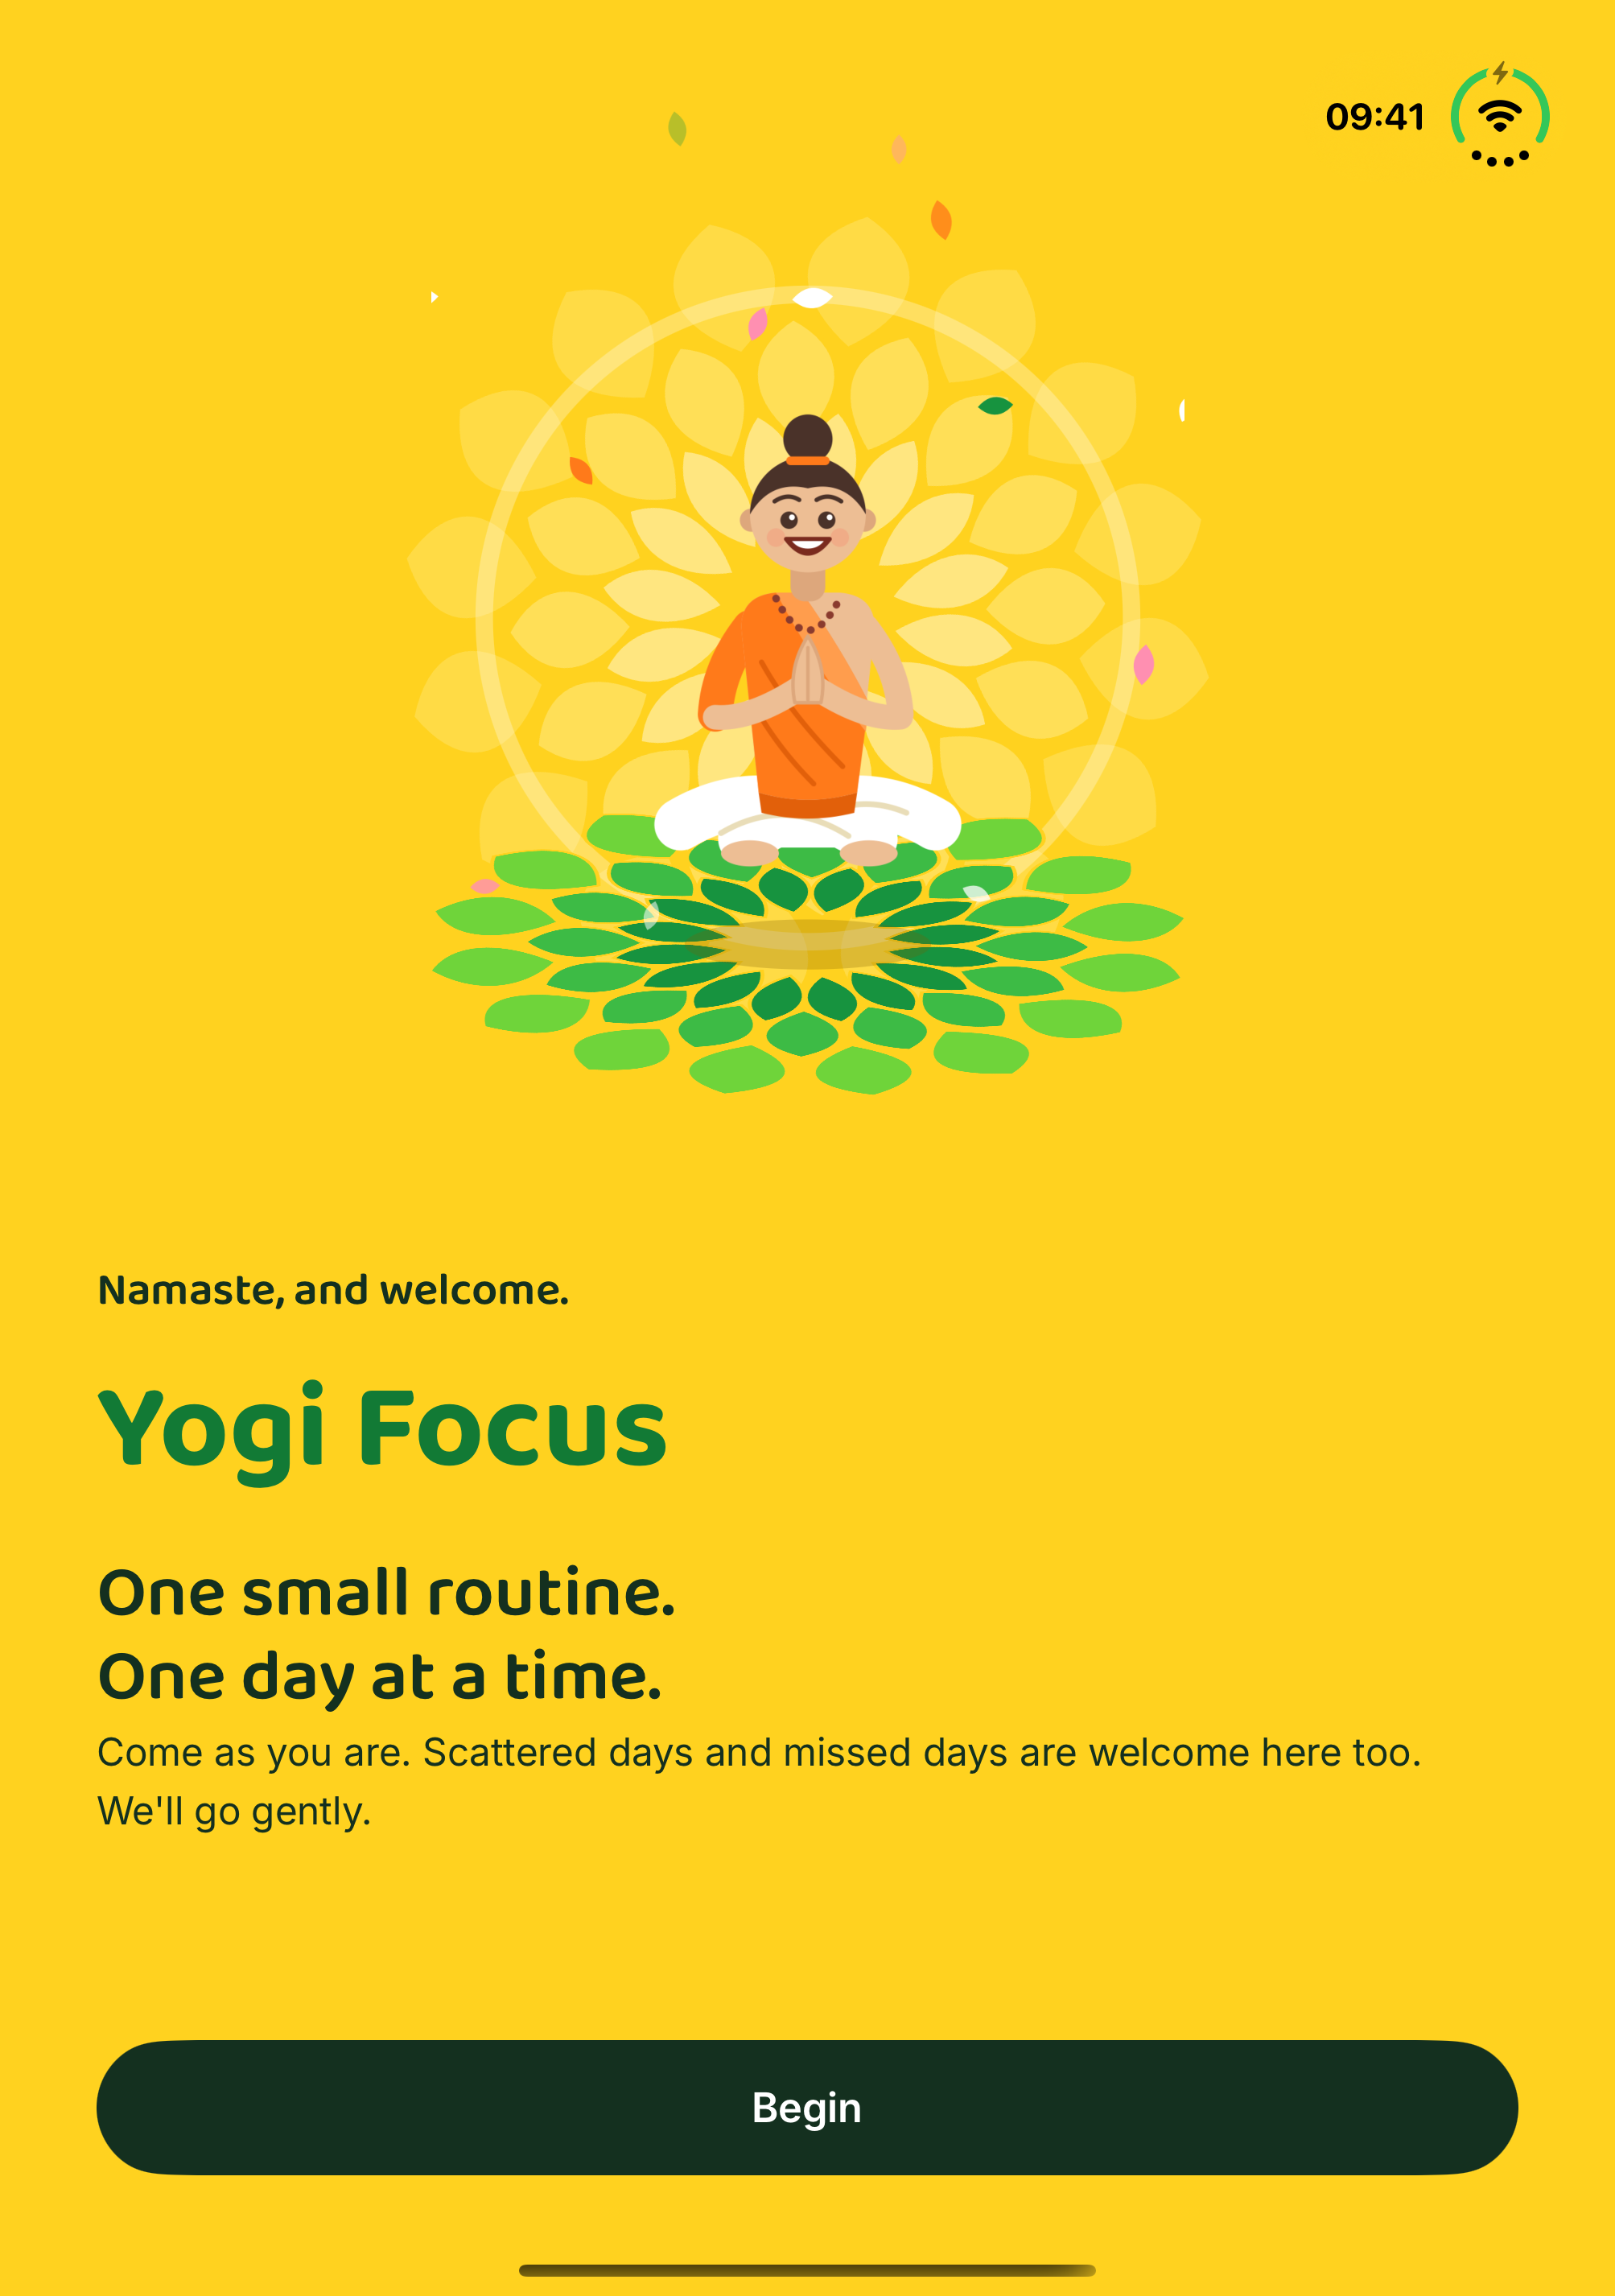 09:41
Namaste, and welcome.
Yogi Focus
One small routine.
One day at a time.
Come as you are. Scattered days and missed days are welcome here too.
We'll go gently.
Begin